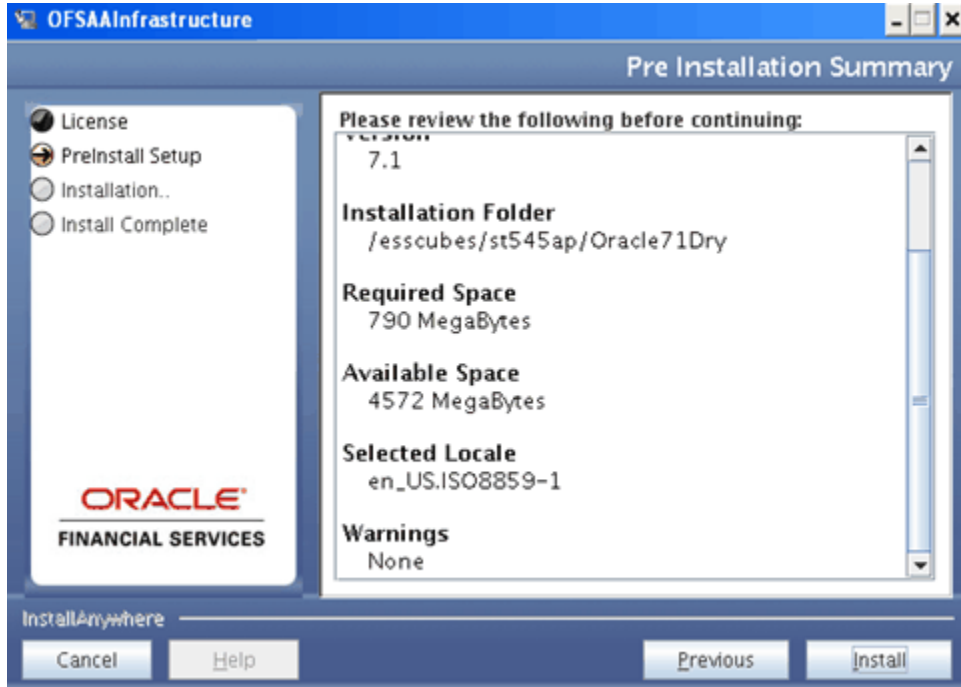 OFSAAInfrastructure
Pre Installation Summary
License
PreInstall Setup
Installation..
Install Complete
ORACLE
FINANCIAL SERVICES
Please review the following before continuing:
Version
7.1
Installation Folder
/esscubes/st545ap/Oracle71Dry
Required Space
790 MegaBytes
Available Space
4572 MegaBytes
Selected Locale
en_US.ISO8859-1
Warnings
None
InstallAnywhere
Cancel
Help
Previous
Install